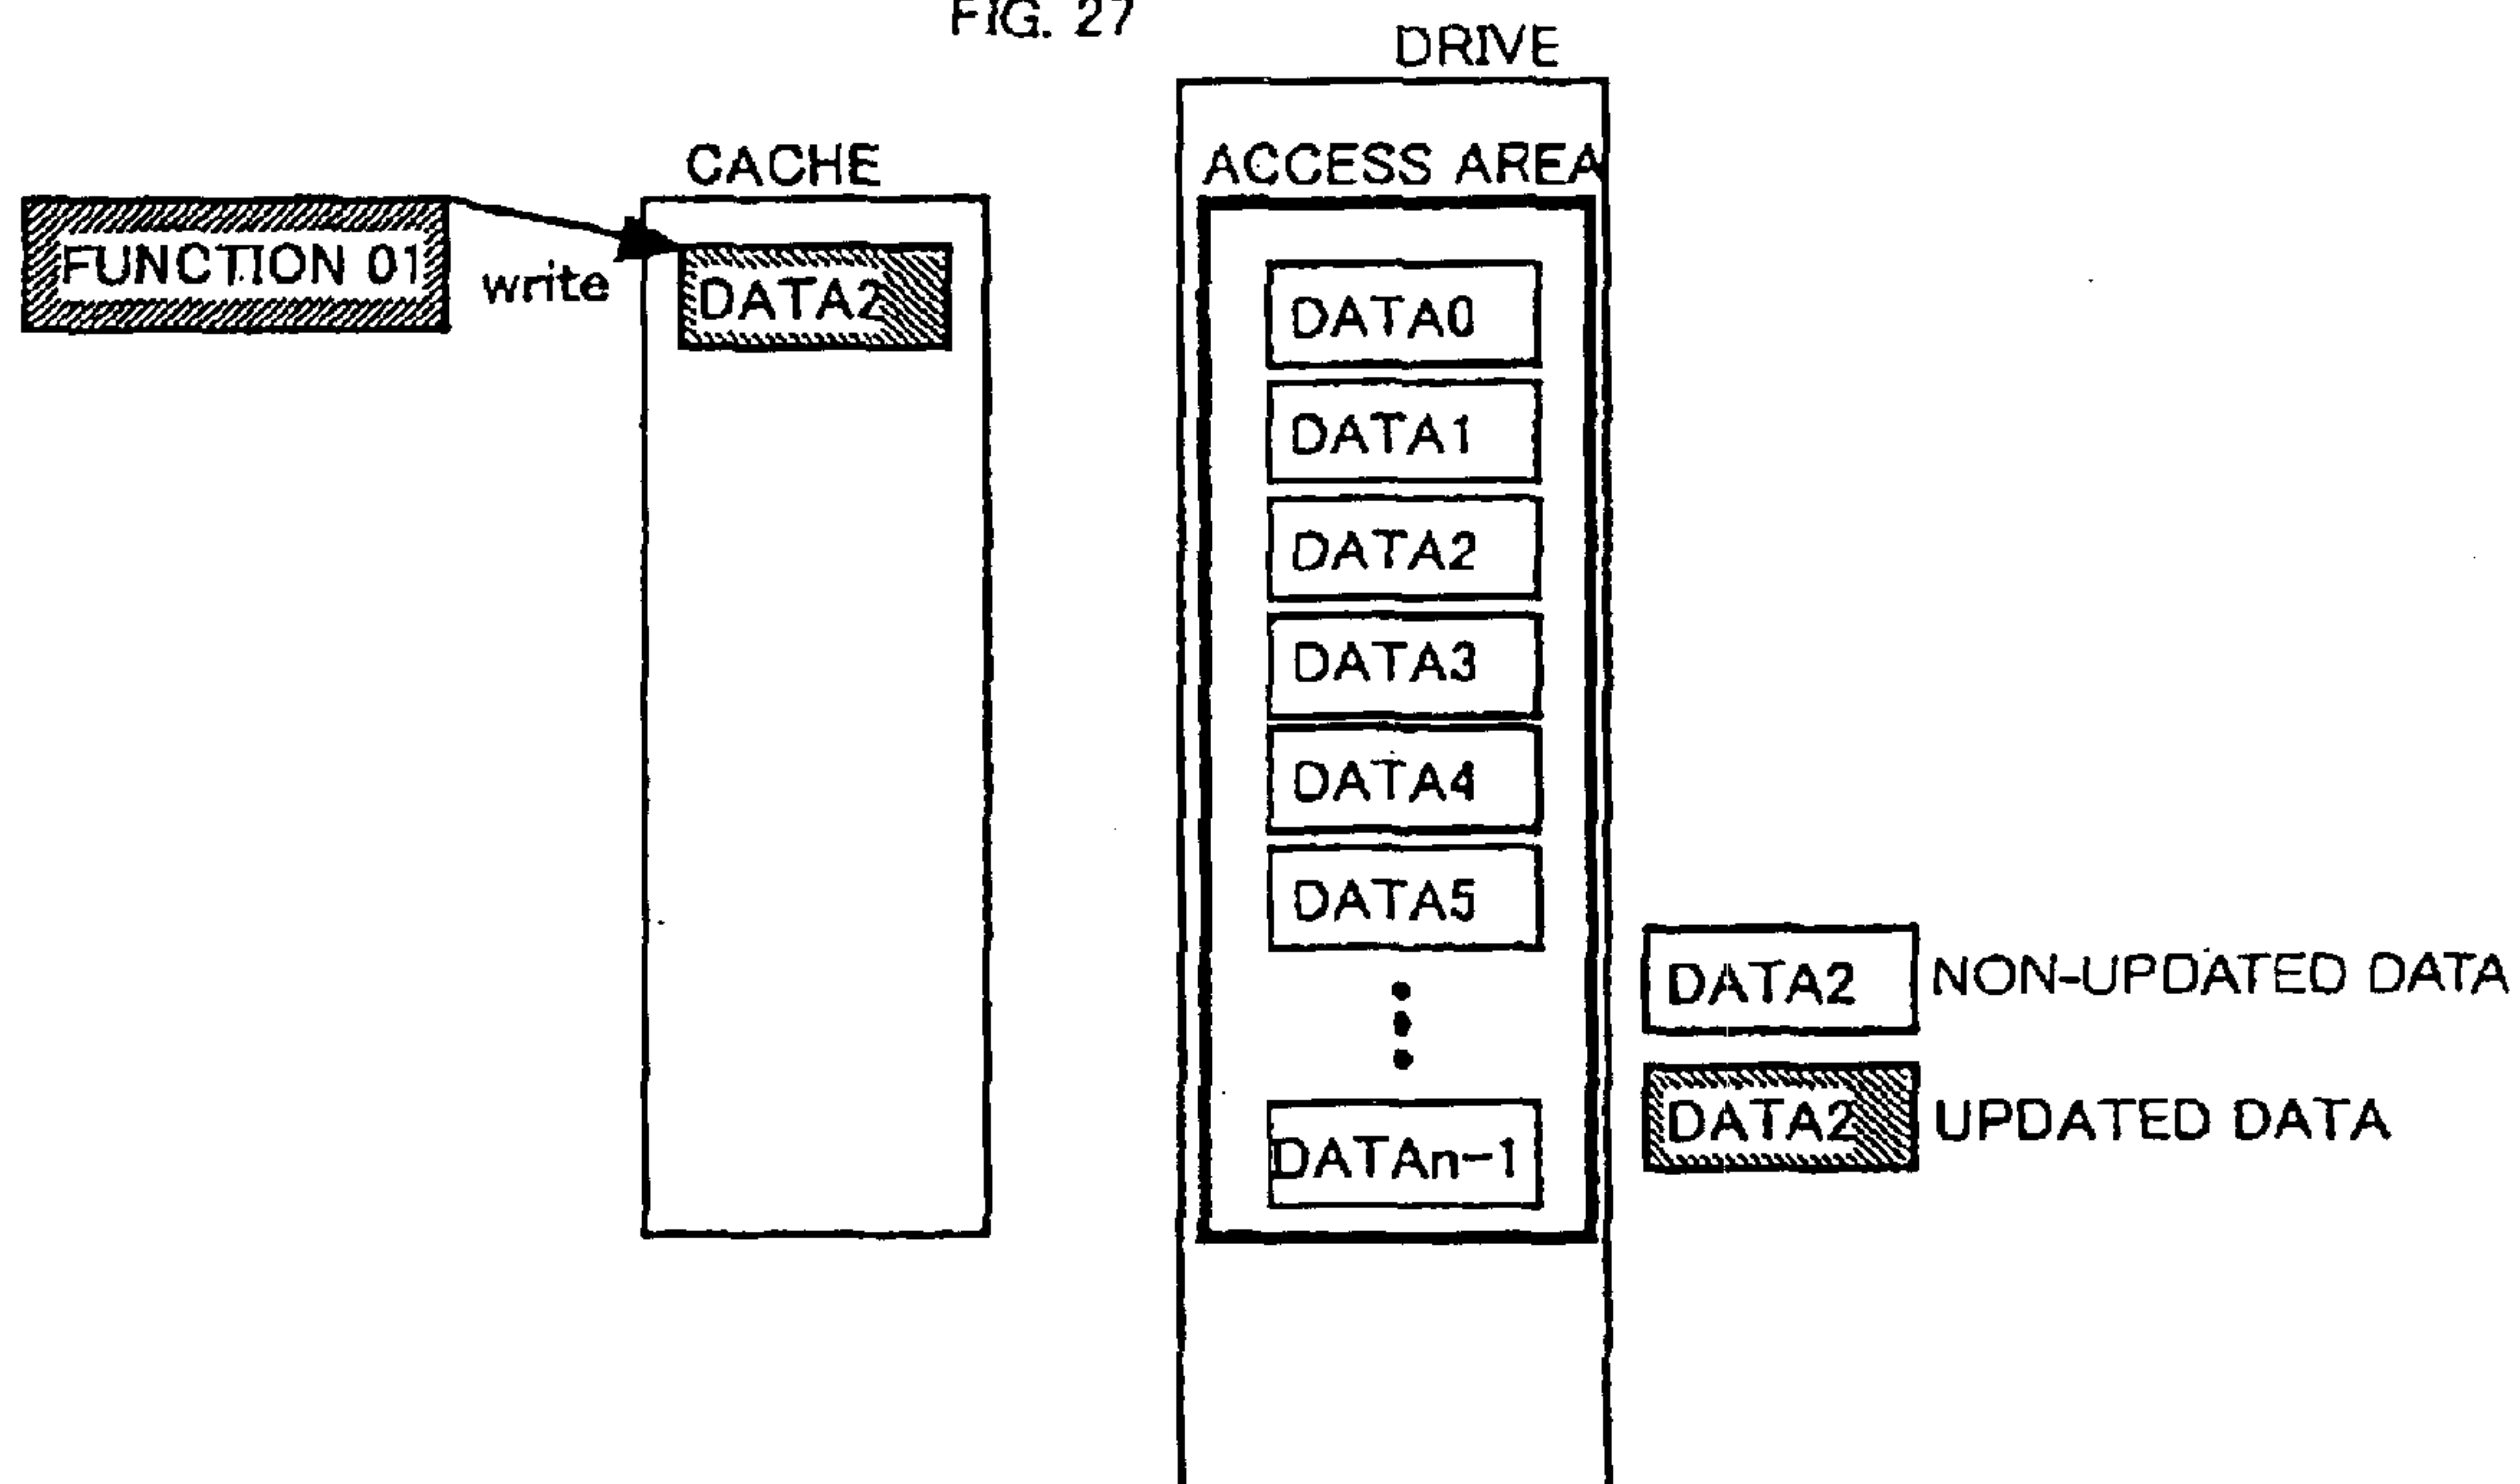 FIG. 27
DRIVE
CACHE
ACCESS AREA
FUNCTION 01
write
DATA2
DATA0
DATA1
DATA2
DATA3
DATA4
DATA5
DATAn-1
DATA2 NON-UPDATED DATA
DATA2 UPDATED DATA